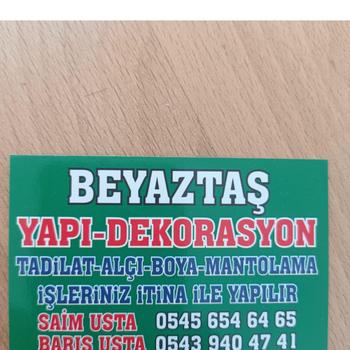 BEYAZTAŞ
YAPI-DEKORASYON
TADİLAT-ALÇI-BOYA-MANTOLAMA
İŞLERİNİZ İTİNA İLE YAPILIR
SAİM USTA 0545 654 64 65
BARIŞ USTA 0543 940 47 41